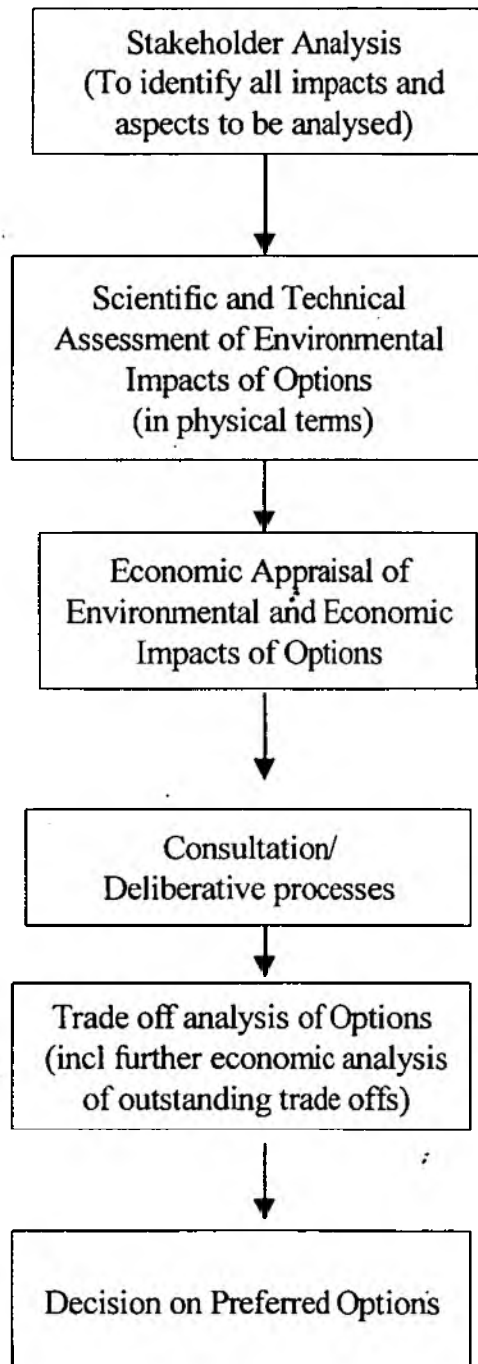 Stakeholder Analysis
(To identify all impacts and
aspects to be analysed)
Scientific and Technical
Assessment of Environmental
Impacts of Options
(in physical terms)
Economic Appraisal of
Environmental and Economic
Impacts of Options
Consultation/
Deliberative processes
Trade off analysis of Options
(incl further economic analysis
of outstanding trade offs)
Decision on Preferred Options